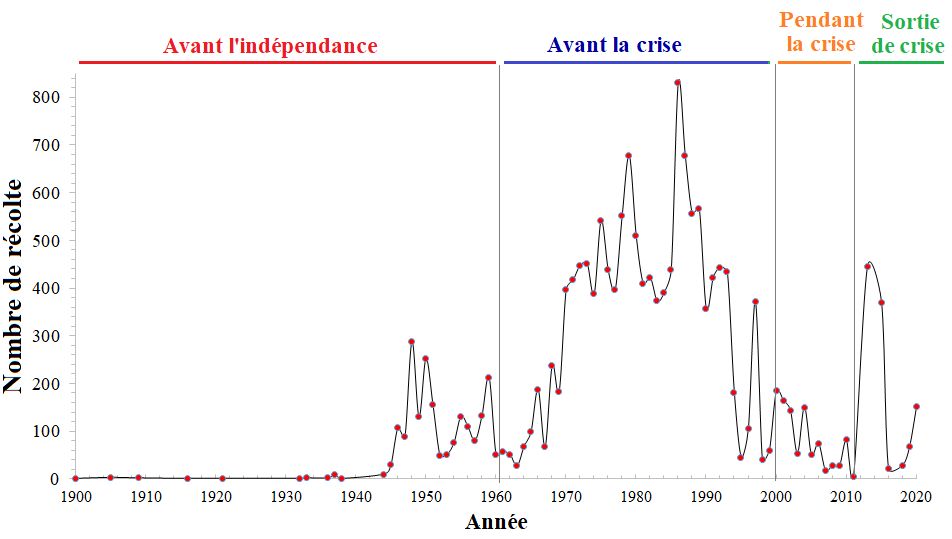 Avant l'indépendance
Avant la crise
Pendant
la crise
Sortie
de crise
Nombre de récolte
800
700
600
500
400
300
200
100
0
1900 1910 1920 1930 1940 1950 1960 1970 1980 1990 2000 2010 2020
Année